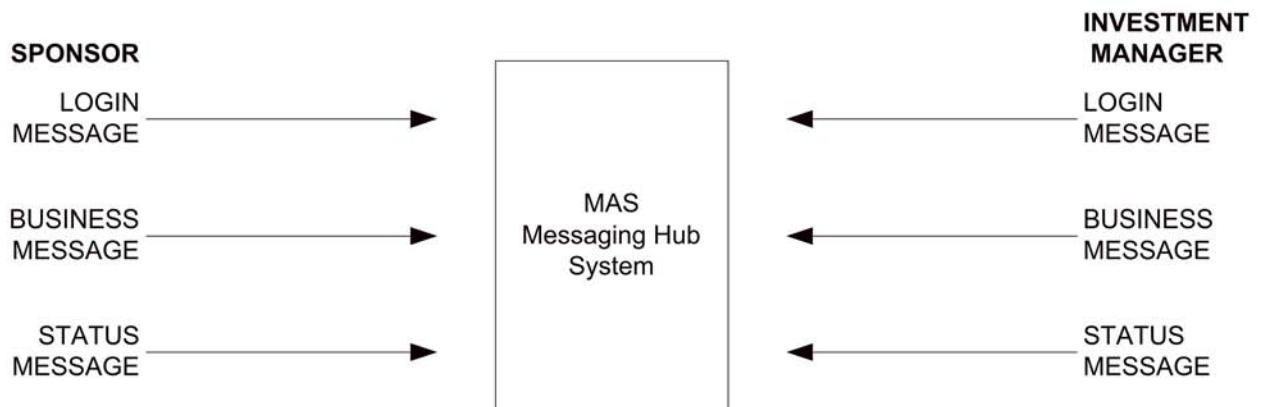 SPONSOR
LOGIN
MESSAGE
BUSINESS
MESSAGE
STATUS
MESSAGE
MAS
Messaging Hub
System
INVESTMENT
MANAGER
LOGIN
MESSAGE
BUSINESS
MESSAGE
STATUS
MESSAGE